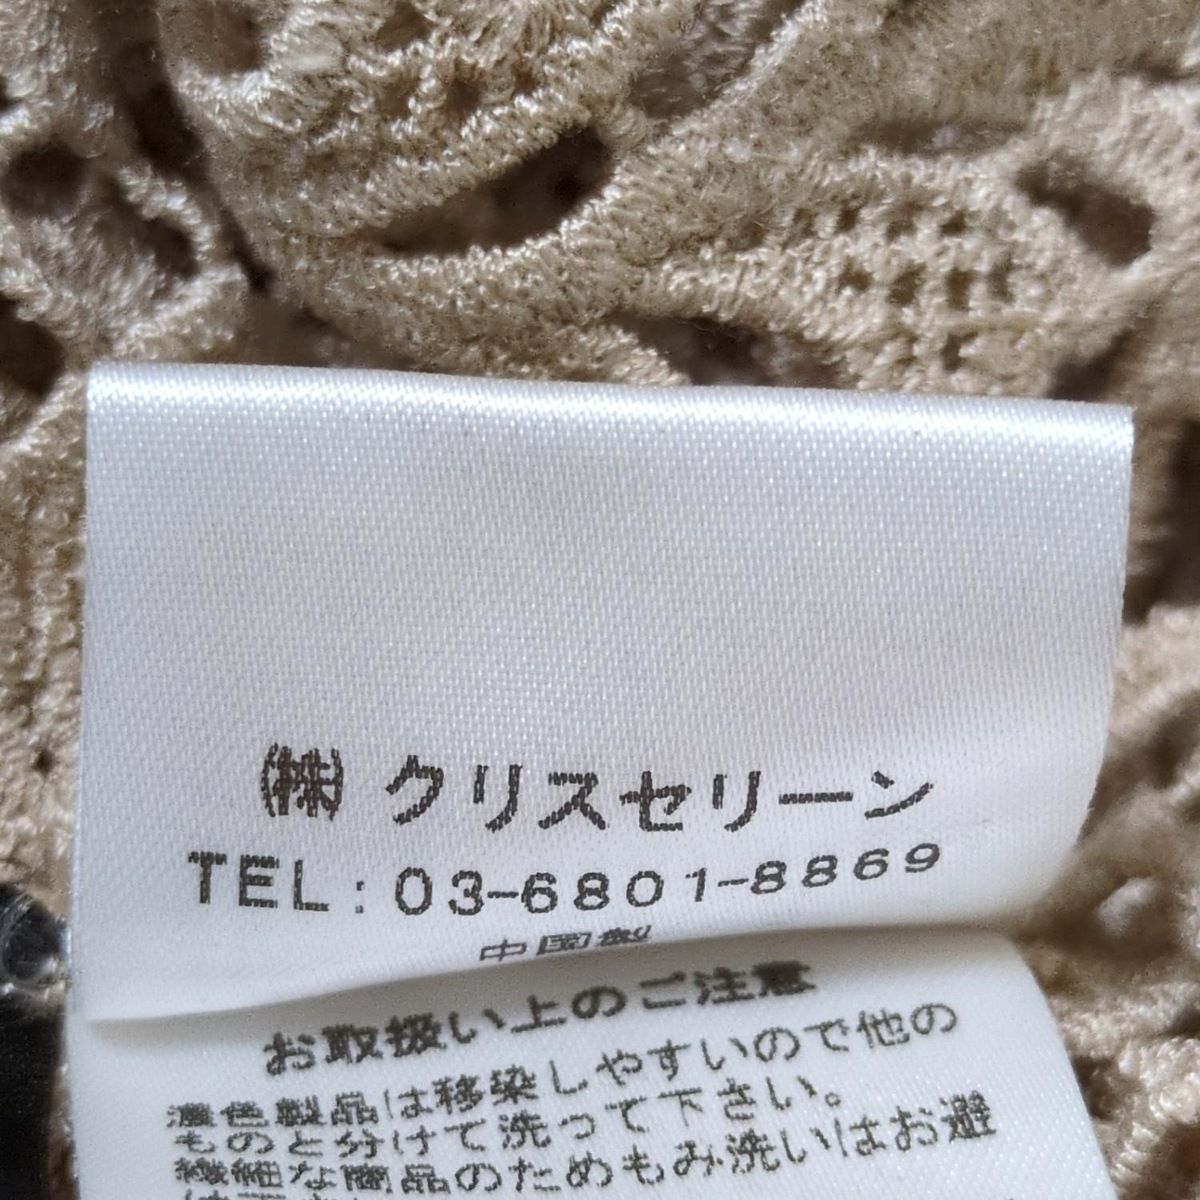 ㈱ クリスセリーン
TEL：03-6801-8869
中国製
お取扱い上のご注意
濃色製品は移染しやすいので他の
ものと分けて洗って下さい。
繊細な商品のためもみ洗いはお避